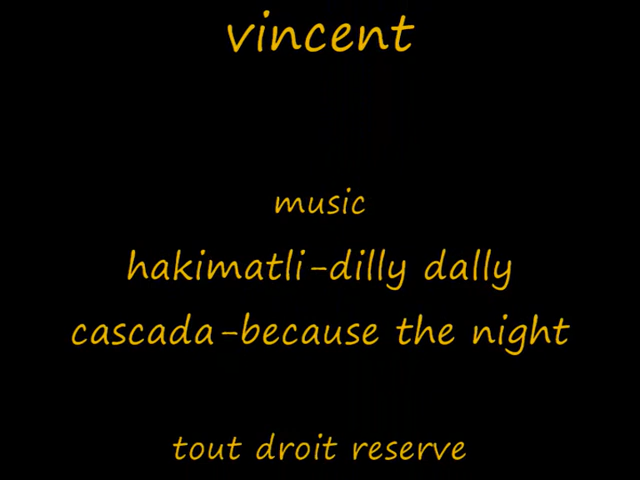 vincent
music
hakimatli-dilly dally
cascada-because the night
tout droit reserve